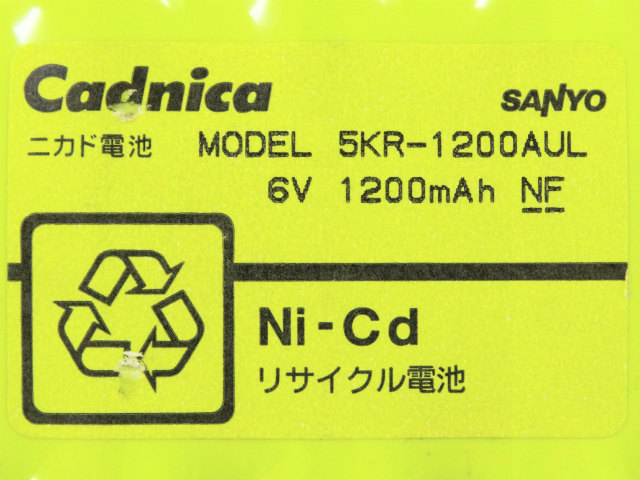 Cadnica SANYO
ニカド電池 MODEL 5KR-1200AUL
6V 1200mAh NF
Ni-Cd
リサイクル電池